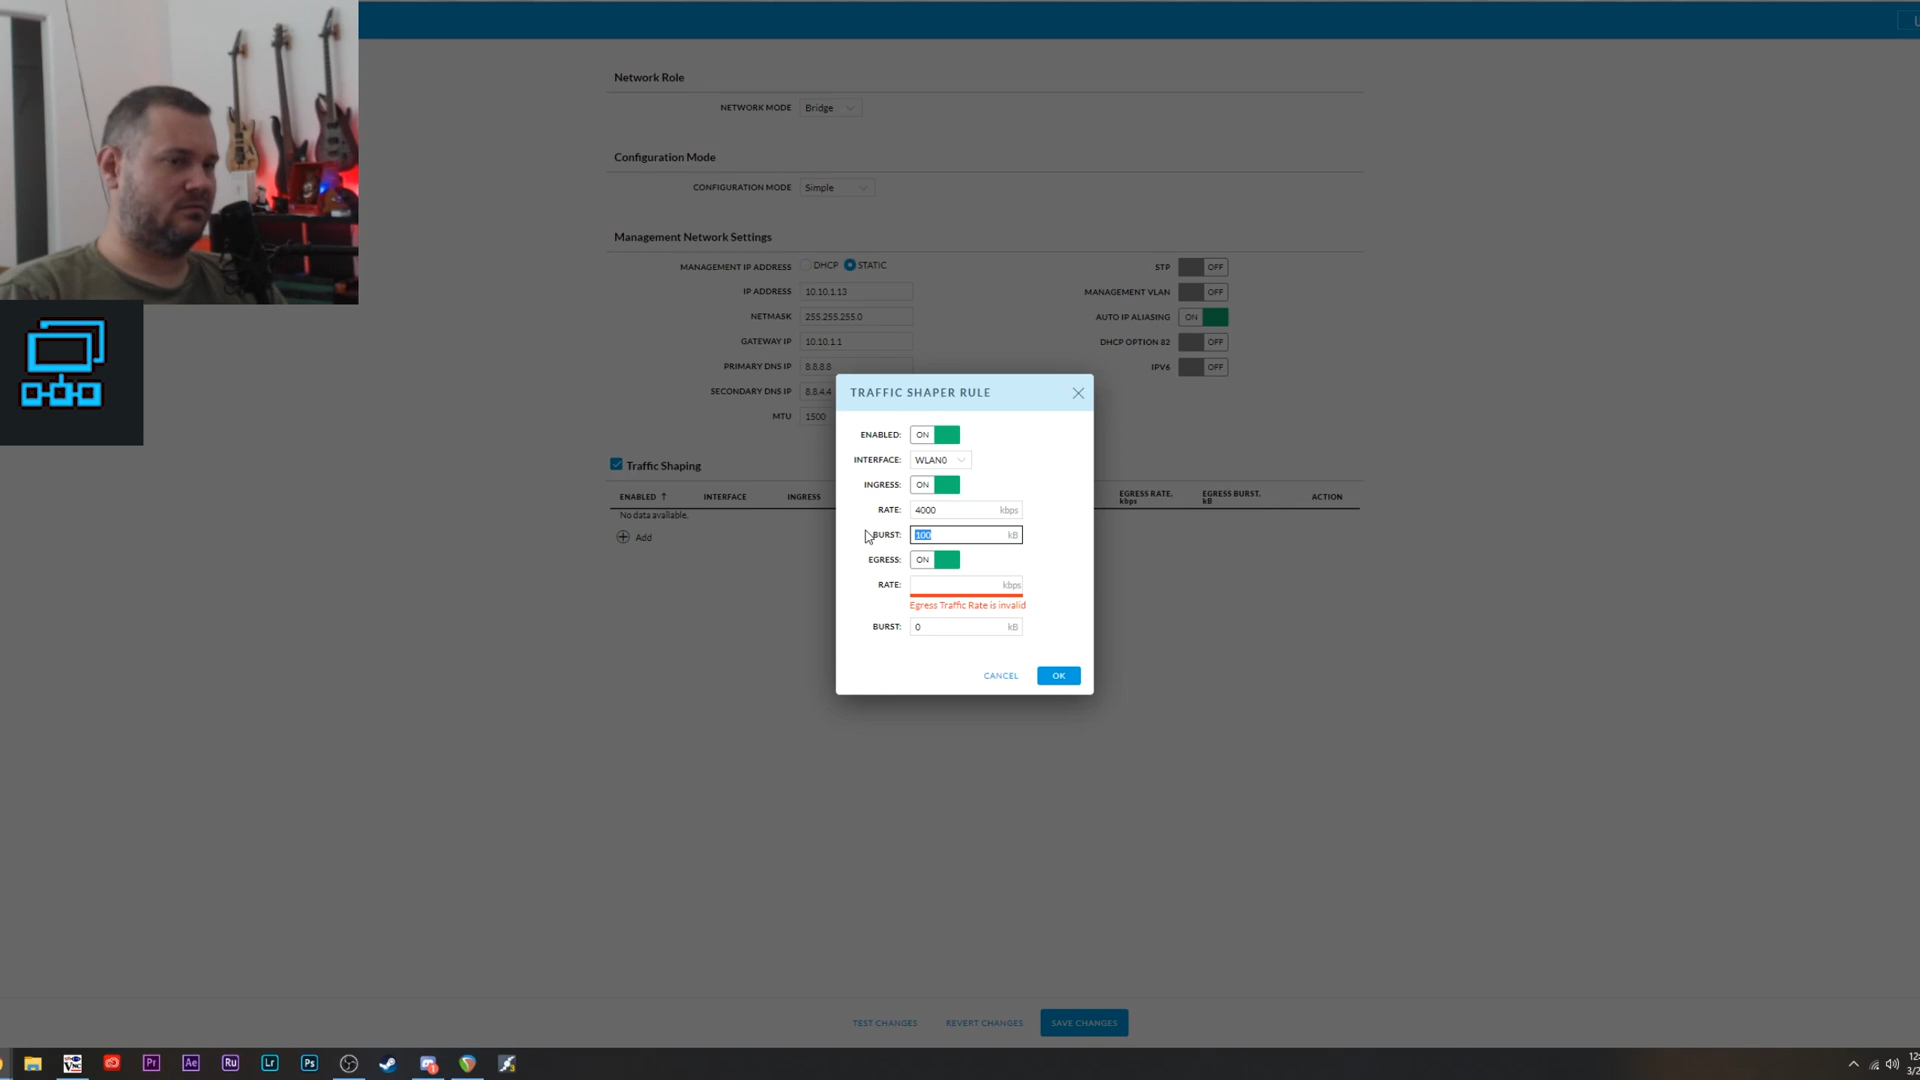 Network Role
NETWORK MODE Bridge
Configuration Mode
CONFIGURATION MODE Simple
Management Network Settings
MANAGEMENT IP ADDRESS DHCP STATIC STP OFF
IP ADDRESS 10.10.1.13 MANAGEMENT VLAN OFF
NETMASK 255.255.255.0 AUTO IP ALIASING ON
GATEWAY IP 10.10.1.1 DHCP OPTION 82 OFF
PRIMARY DNS IP 8.8.8.8 IPV6 OFF
SECONDARY DNS IP 8.8.4.4
MTU 1500
Traffic Shaping
ENABLED INTERFACE INGRESS EGRESS RATE, kbps EGRESS BURST, kB ACTION
No data available.
Add
TRAFFIC SHAPER RULE
ENABLED: ON
INTERFACE: WLAN0
INGRESS: ON
RATE: 4000 kbps
BURST: 100 kB
EGRESS: ON
RATE: kbps
Egress Traffic Rate is invalid
BURST: 0 kB
CANCEL OK
TEST CHANGES REVERT CHANGES SAVE CHANGES
VNC Pr Ae Ru Lr Ps